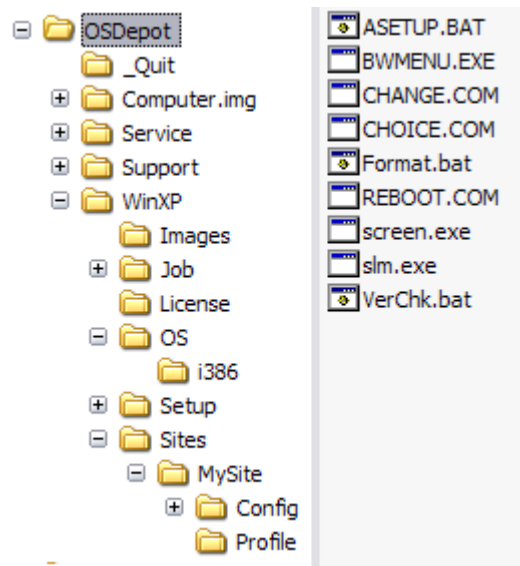 OSDepot
_Quit
Computer.img
Service
Support
WinXP
Images
Job
License
OS
i386
Setup
Sites
MySite
Config
Profile
ASETUP.BAT
BWMENU.EXE
CHANGE.COM
CHOICE.COM
Format.bat
REBOOT.COM
screen.exe
slm.exe
VerChk.bat